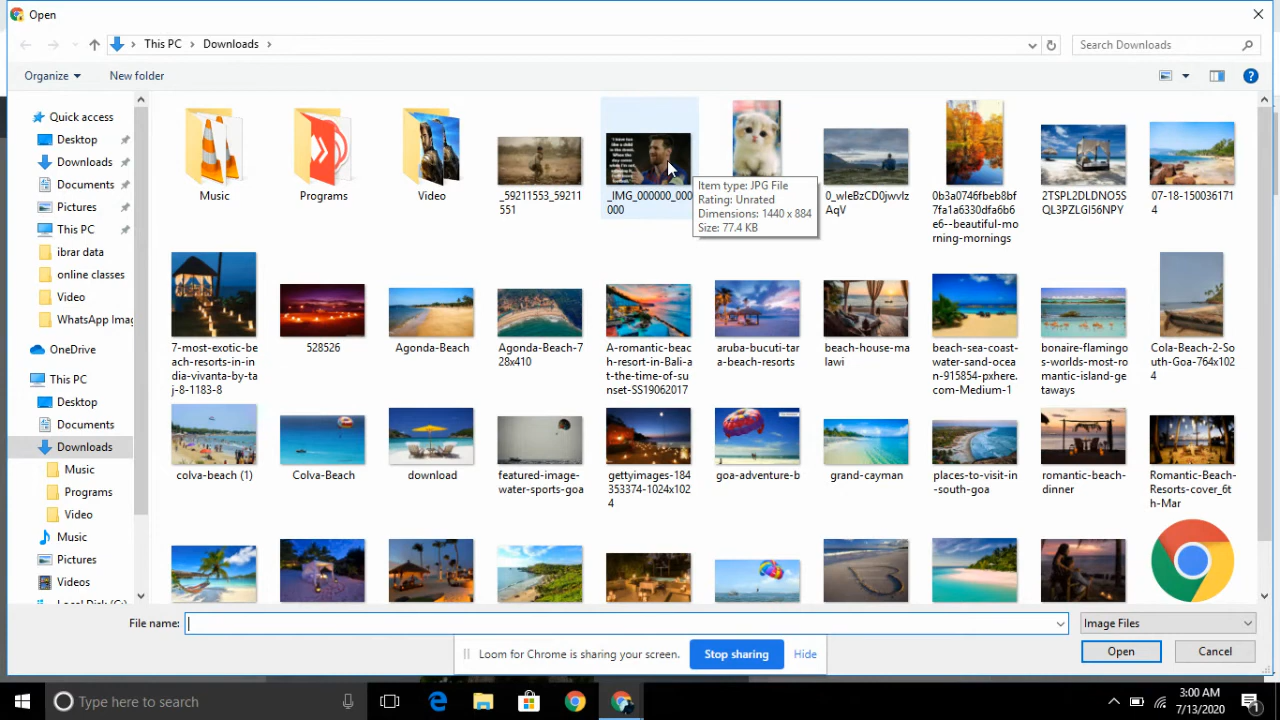 Open
This PC
Downloads
Search Downloads
Organize
New folder
Quick access
Desktop
Downloads
Documents
Pictures
This PC
ibrar data
online classes
Video
WhatsApp Imag
OneDrive
This PC
Desktop
Documents
Downloads
Music
Programs
Video
Music
Pictures
Videos
Music
Programs
Video
_59211553_59211
551
_IMG_000000_000
000
Item type: JPG File
Rating: Unrated
Dimensions: 1440 x 884
Size: 77.4 KB
0_wIeBzCD0jwvIz
AqV
0b3a0746fbeb8bf
7fa1a6330dfa6b6
e6--beautiful-mo
rning-mornings
2TSPL2DLDNO5S
QL3PZLGI56NPY
07-18-150036171
4
7-most-exotic-be
ach-resorts-in-in
dia-vivanta-by-ta
j-8-1183-8
528526
Agonda-Beach
Agonda-Beach-7
28x410
A-romantic-beac
h-resort-in-Bali-a
t-the-time-of-su
nset-SS19062017
aruba-bucuti-tar
a-beach-resorts
beach-house-ma
lawi
beach-sea-coast-
water-sand-ocea
n-915854-pxhere.
com-Medium-1
bonaire-flamingo
s-worlds-most-ro
mantic-island-ge
taways
Cola-Beach-2-So
uth-Goa-764x102
4
colva-beach (1)
Colva-Beach
download
featured-image-
water-sports-goa
gettyimages-184
353374-1024x102
4
goa-adventure-b
grand-cayman
places-to-visit-in
-south-goa
romantic-beach-
dinner
Romantic-Beach-
Resorts-cover_6t
h-Mar
File name:
Image Files
Open
Cancel
Loom for Chrome is sharing your screen.
Stop sharing
Hide
Type here to search
3:00 AM
7/13/2020
1